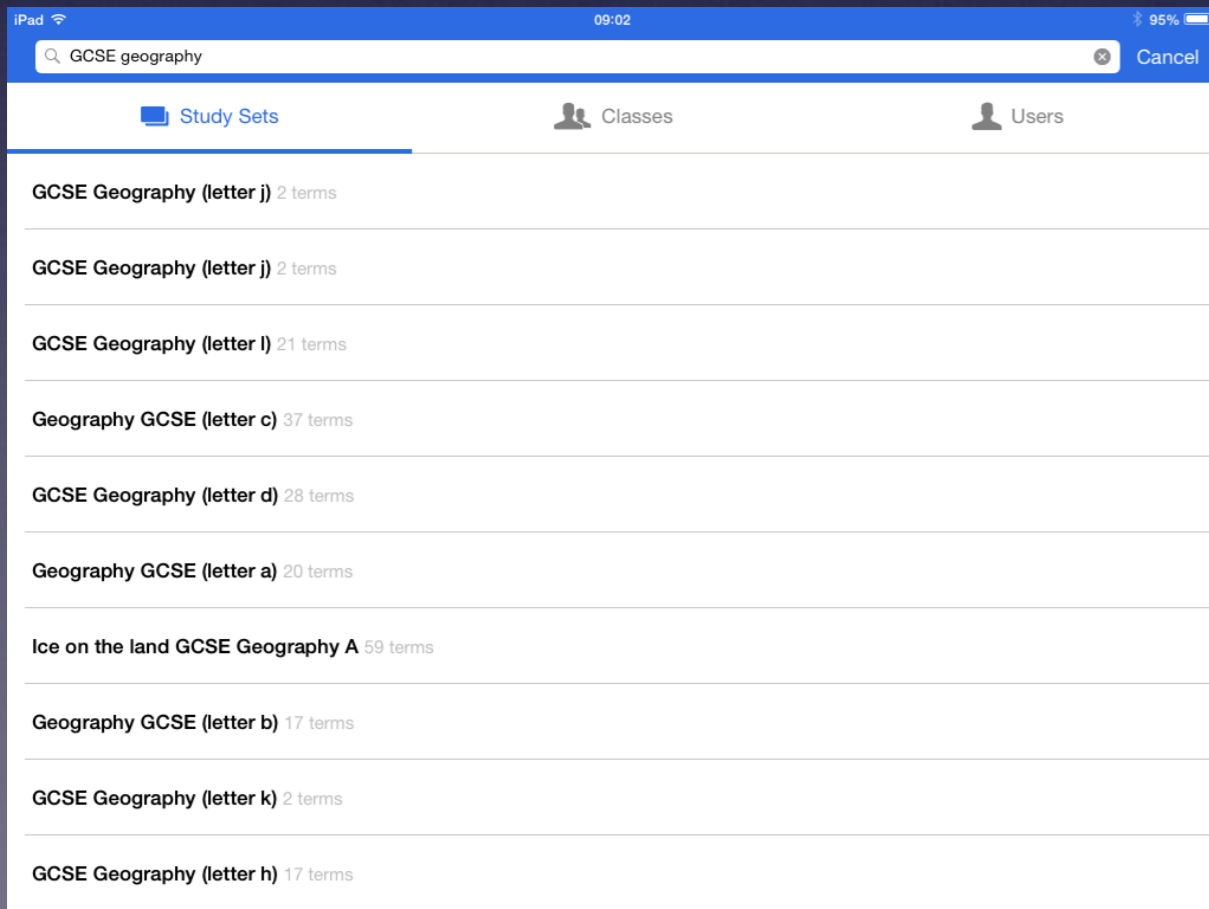 iPad 09:02 95%
GCSE geography Cancel
Study Sets Classes Users
GCSE Geography (letter j) 2 terms
GCSE Geography (letter j) 2 terms
GCSE Geography (letter l) 21 terms
Geography GCSE (letter c) 37 terms
GCSE Geography (letter d) 28 terms
Geography GCSE (letter a) 20 terms
Ice on the land GCSE Geography A 59 terms
Geography GCSE (letter b) 17 terms
GCSE Geography (letter k) 2 terms
GCSE Geography (letter h) 17 terms